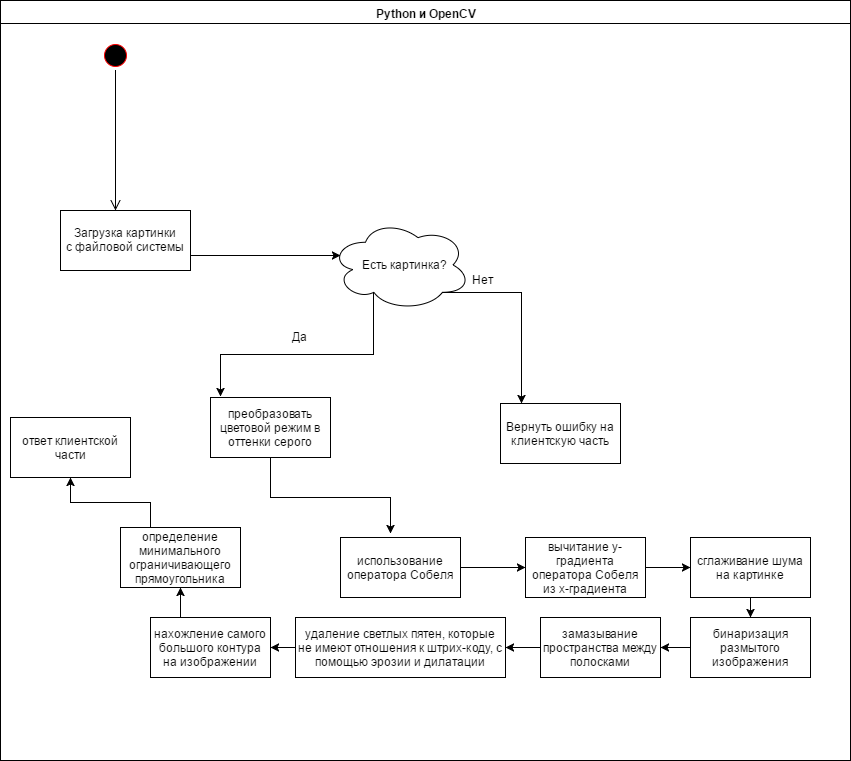 Python и OpenCV
Загрузка картинки
с файловой системы
Есть картинка?
Нет
Да
преобразовать
цветовой режим в
оттенки серого
Вернуть ошибку на
клиентскую часть
ответ клиентской
части
определение
минимального
ограничивающего
прямоугольника
использование
оператора Собеля
вычитание y-
градиента
оператора Собеля
из x-градиента
сглаживание шума
на картинке
нахожление самого
большого контура
на изображении
удаление светлых пятен, которые
не имеют отношения к штрих-коду, с
помощью эрозии и дилатации
замазывание
пространства между
полосками
бинаризация
размытого
изображения